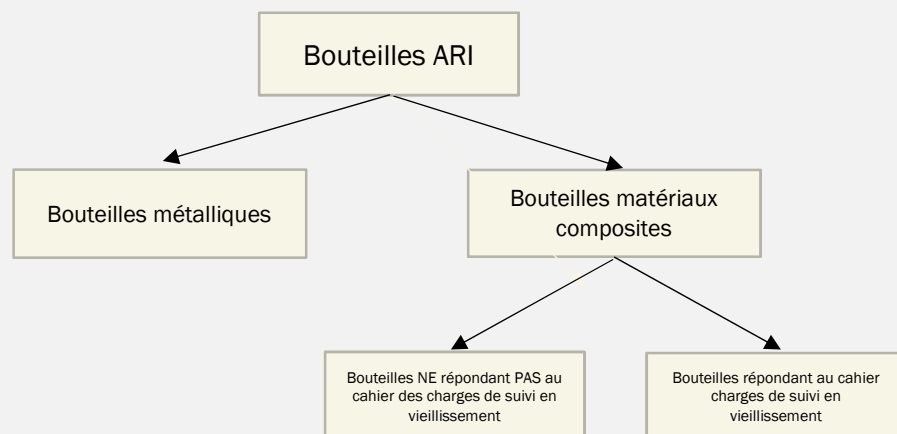 Bouteilles ARI
Bouteilles métalliques
Bouteilles matériaux
composites
Bouteilles NE répondant PAS au
cahier des charges de suivi en
vieillissement
Bouteilles répondant au cahier
charges de suivi en
vieillissement